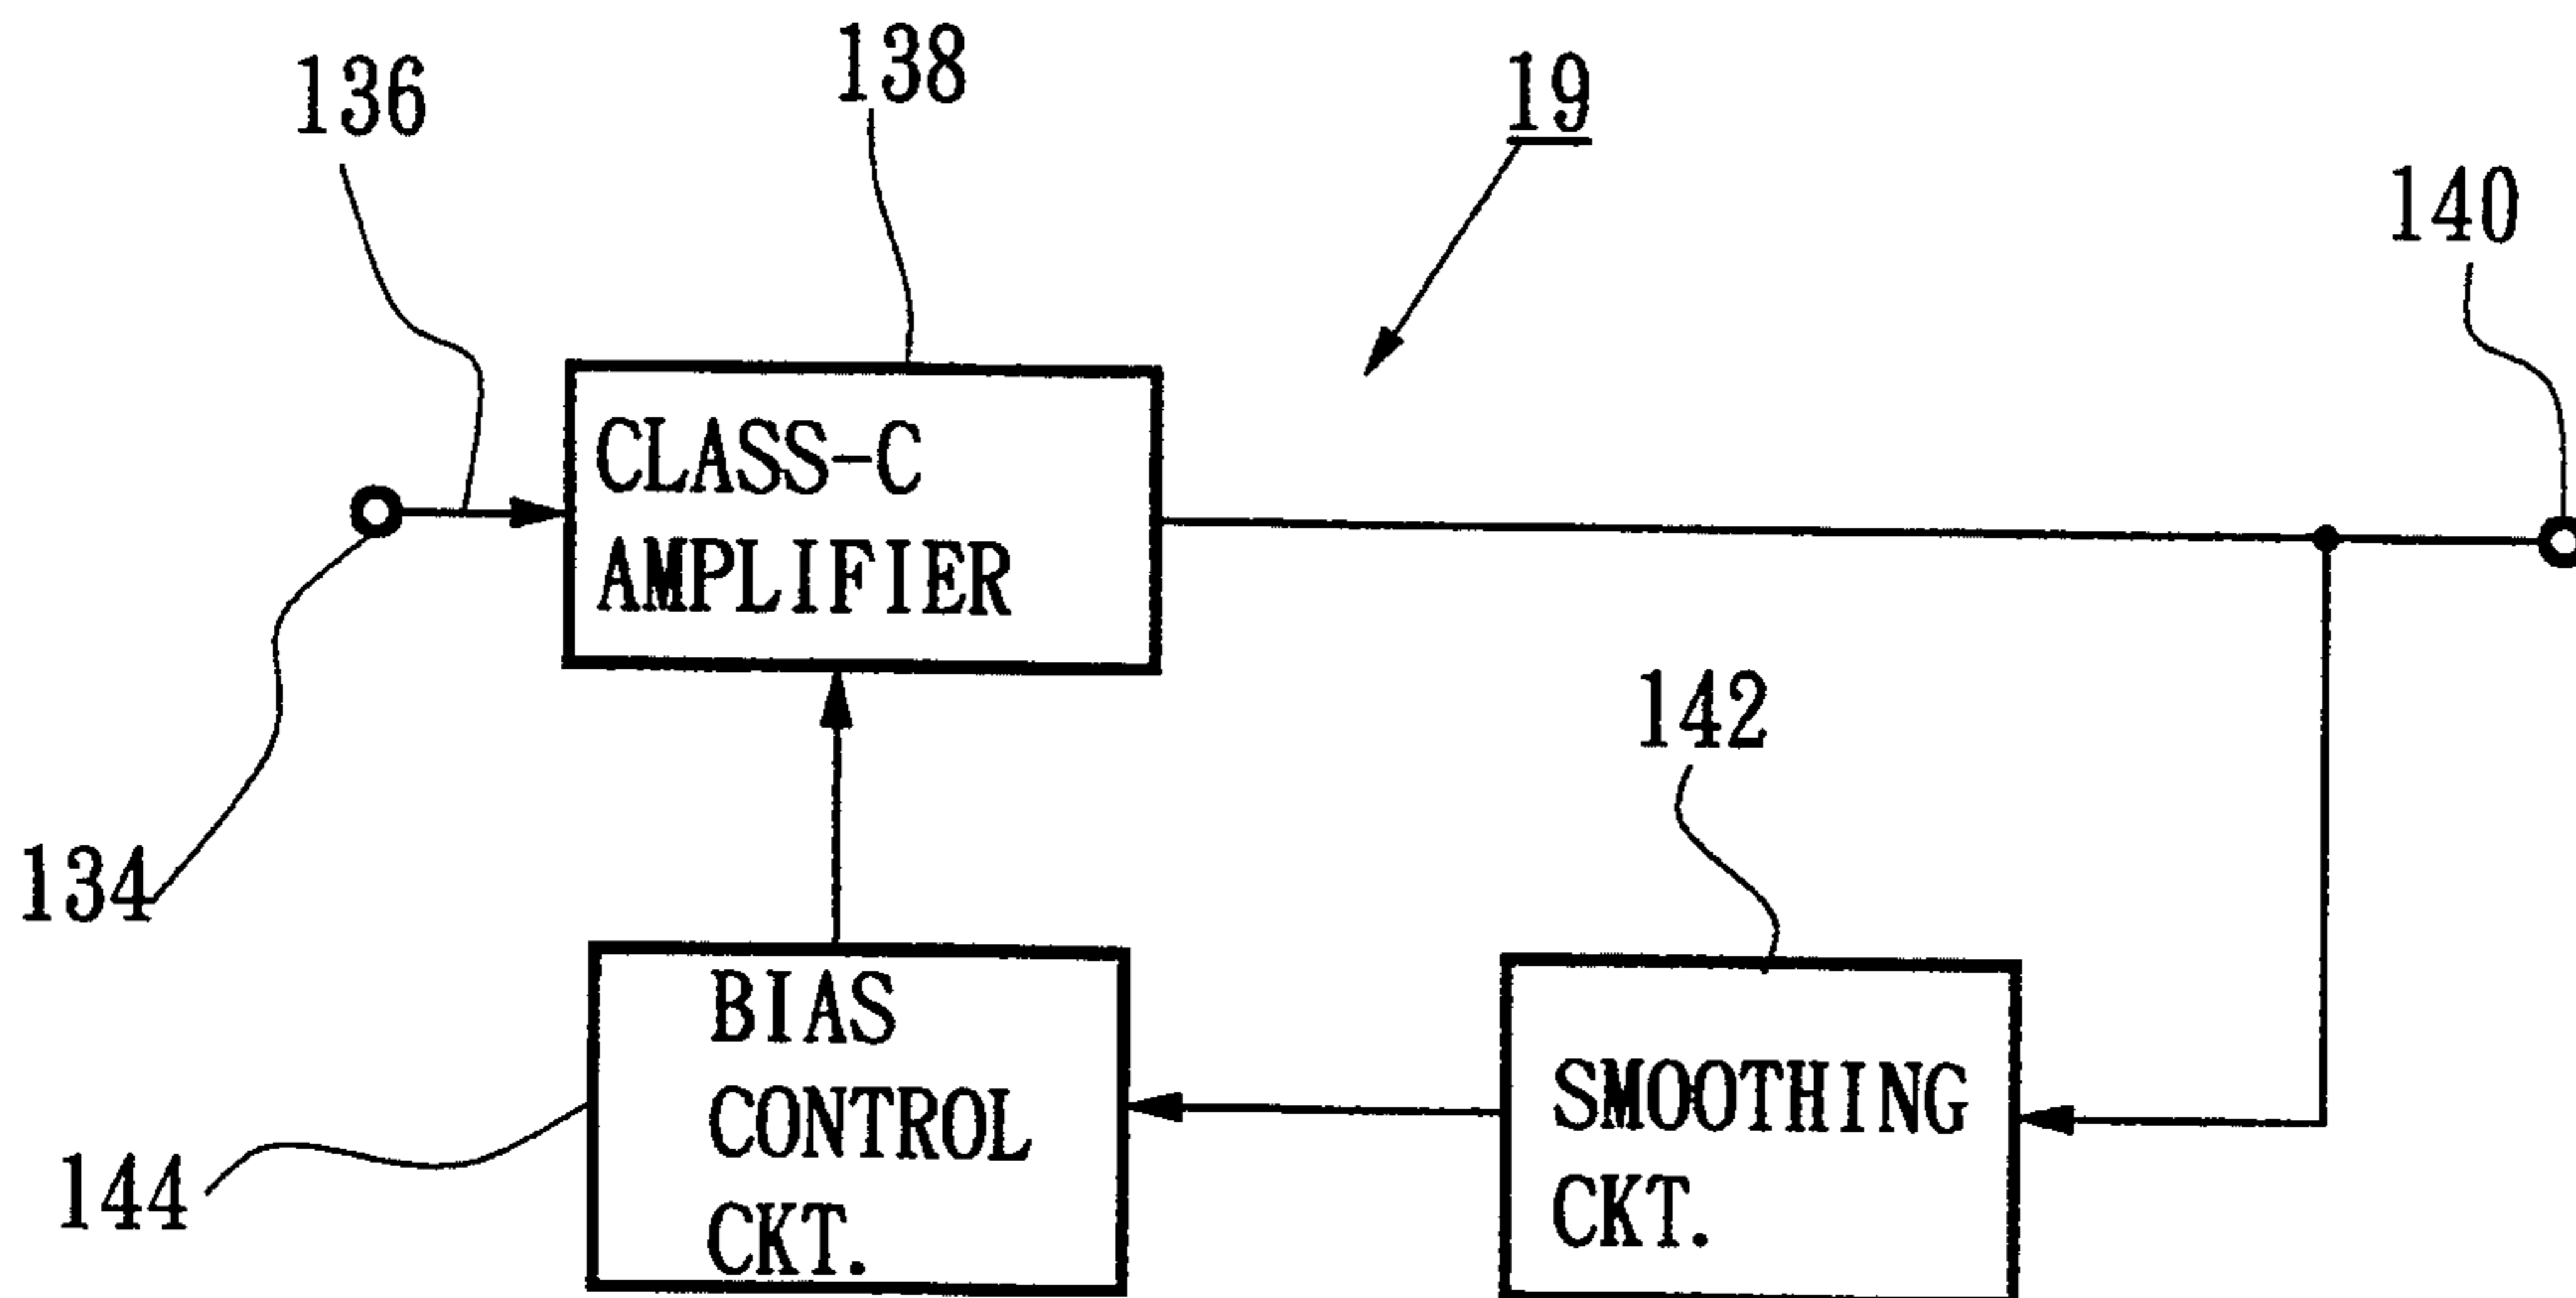 138
19
136
140
CLASS-C
AMPLIFIER
142
134
BIAS
CONTROL
CKT.
SMOOTHING
CKT.
144